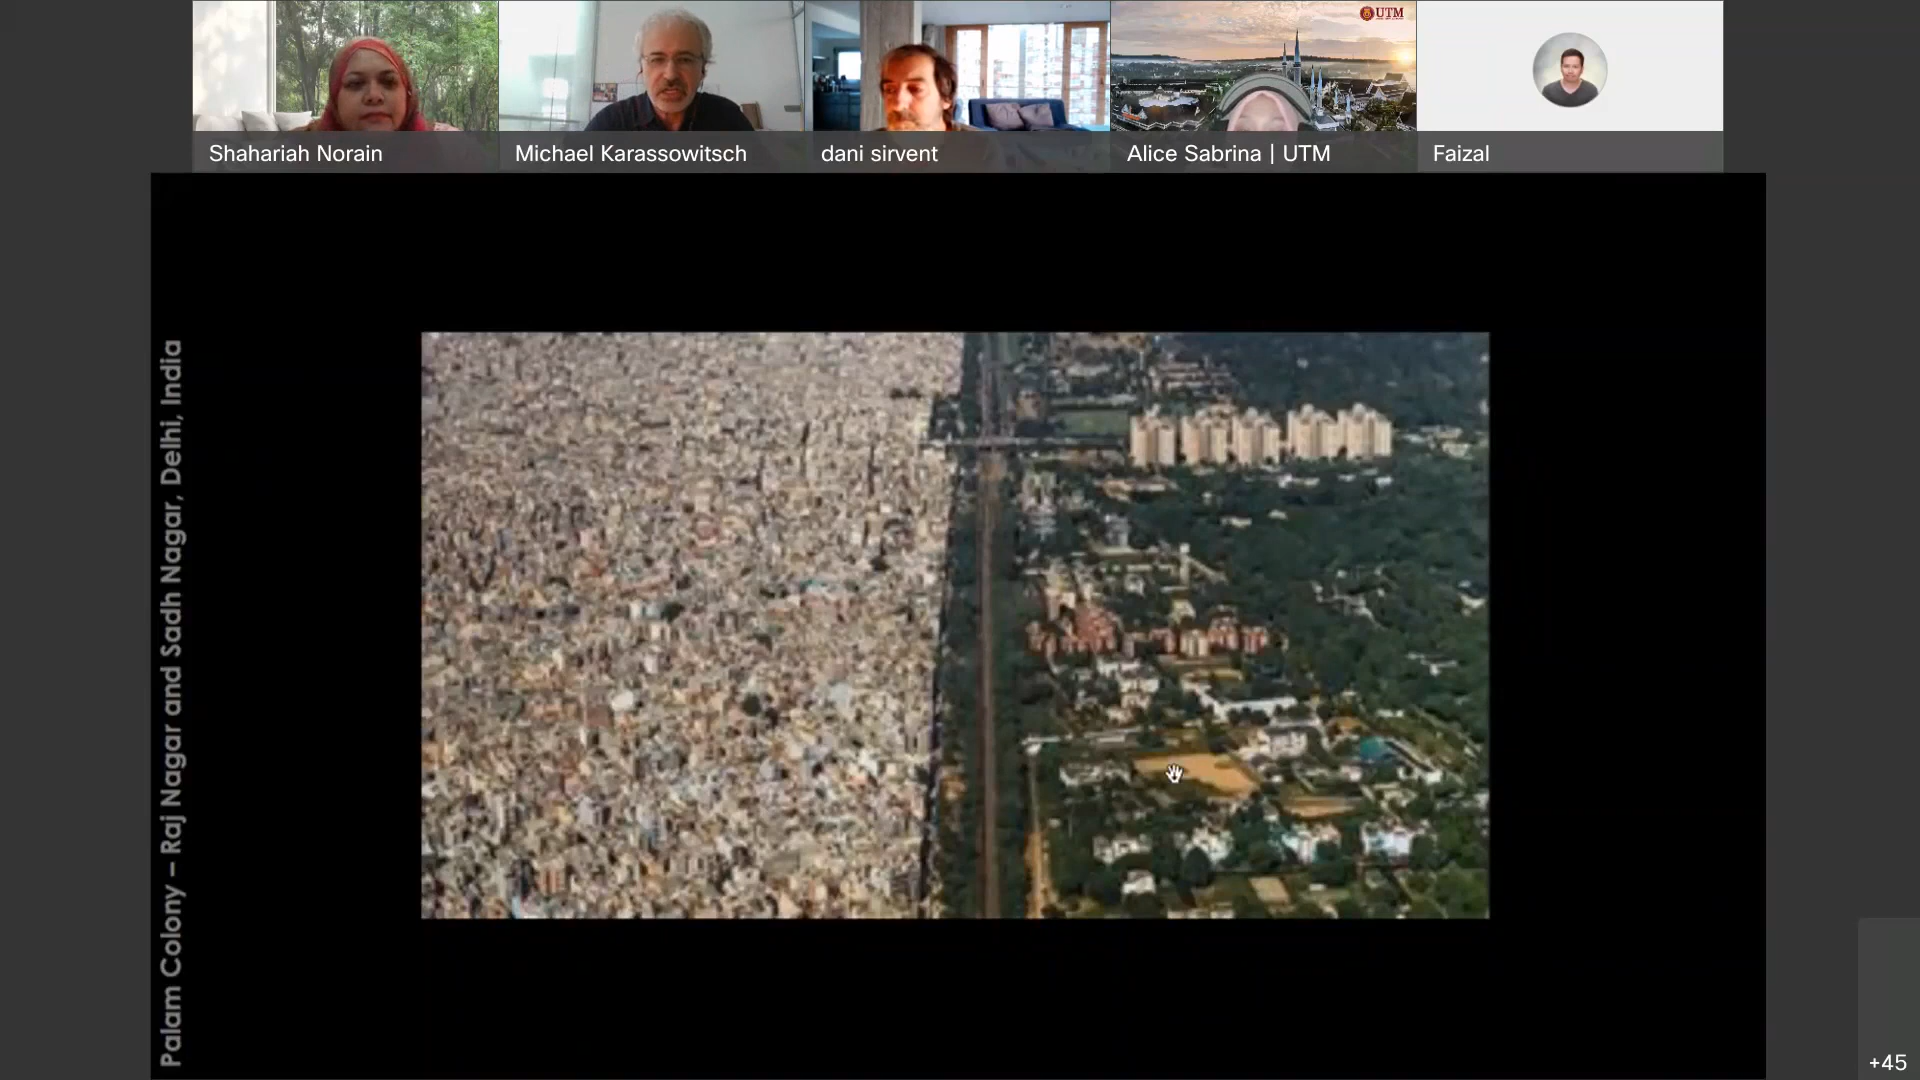 UTM
Shahariah Norain
Michael Karassowitsch
dani sirvent
Alice Sabrina | UTM
Faizal
Palam Colony – Raj Nagar and Sadh Nagar, Delhi, India
+45